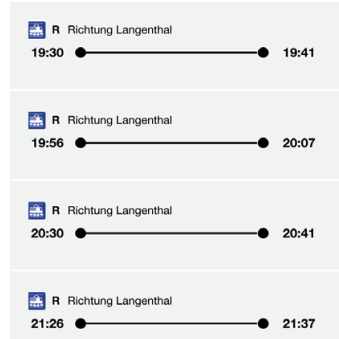 R Richtung Langenthal
19:30 19:41
R Richtung Langenthal
19:56 20:07
R Richtung Langenthal
20:30 20:41
R Richtung Langenthal
21:26 21:37